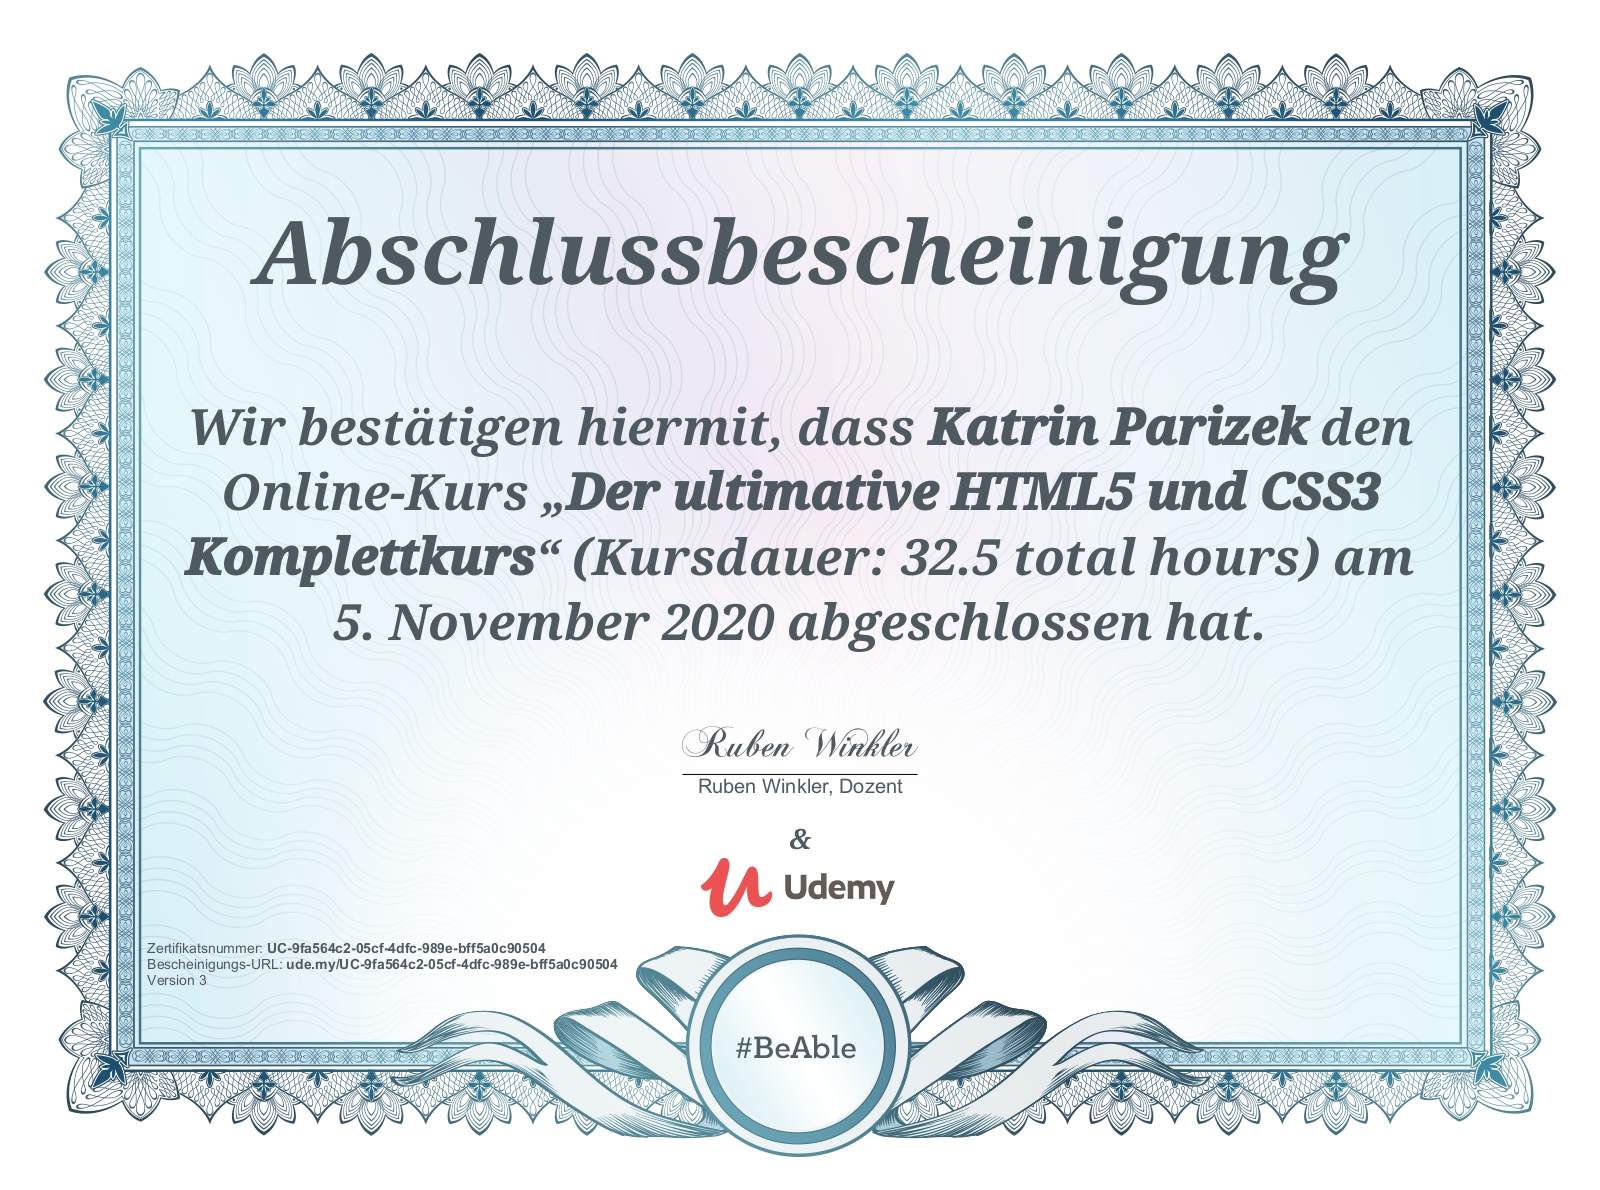 Abschlussbescheinigung
Wir bestätigen hiermit, dass Katrin Parizek den
Online-Kurs „Der ultimative HTML5 und CSS3
Komplettkurs“ (Kursdauer: 32.5 total hours) am
5. November 2020 abgeschlossen hat.
Ruben Winkler
Ruben Winkler, Dozent
&
Udemy
Zertifikatsnummer: UC-9fa564c2-05cf-4dfc-989e-bff5a0c90504
Bescheinigungs-URL: ude.my/UC-9fa564c2-05cf-4dfc-989e-bff5a0c90504
Version 3
#BeAble